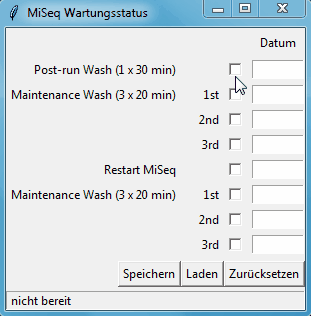 MiSeq Wartungsstatus
Datum
Post-run Wash (1 x 30 min)
Maintenance Wash (3 x 20 min) 1st
2nd
3rd
Restart MiSeq
Maintenance Wash (3 x 20 min) 1st
2nd
3rd
Speichern Laden Zurücksetzen
nicht bereit